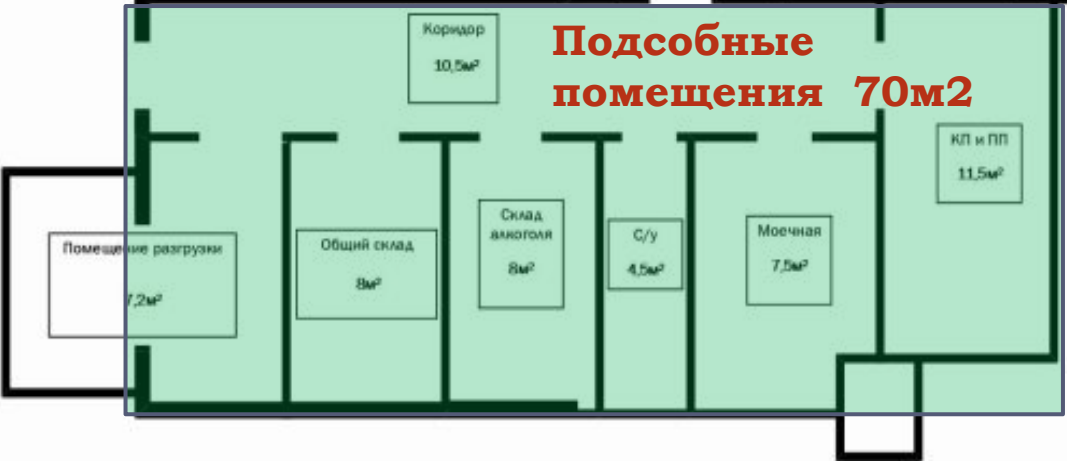 Подсобные
помещения 70м2
Коридор
10,5м²
КП и ПП
11,5м²
Помещение разгрузки
7,2м²
Общий склад
8м²
Склад
алкоголя
8м²
С/у
4,5м²
Моечная
7,5м²